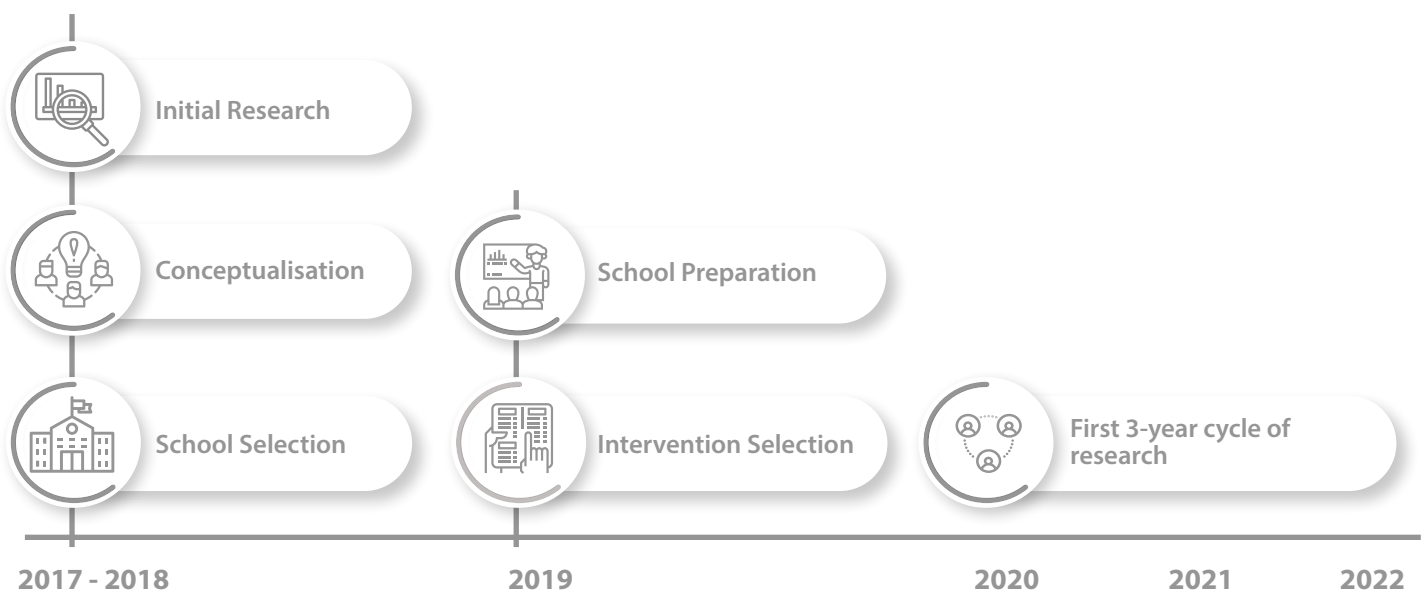 Initial Research
Conceptualisation
School Preparation
School Selection
Intervention Selection
First 3-year cycle of
research
2017 - 2018
2019
2020
2021
2022